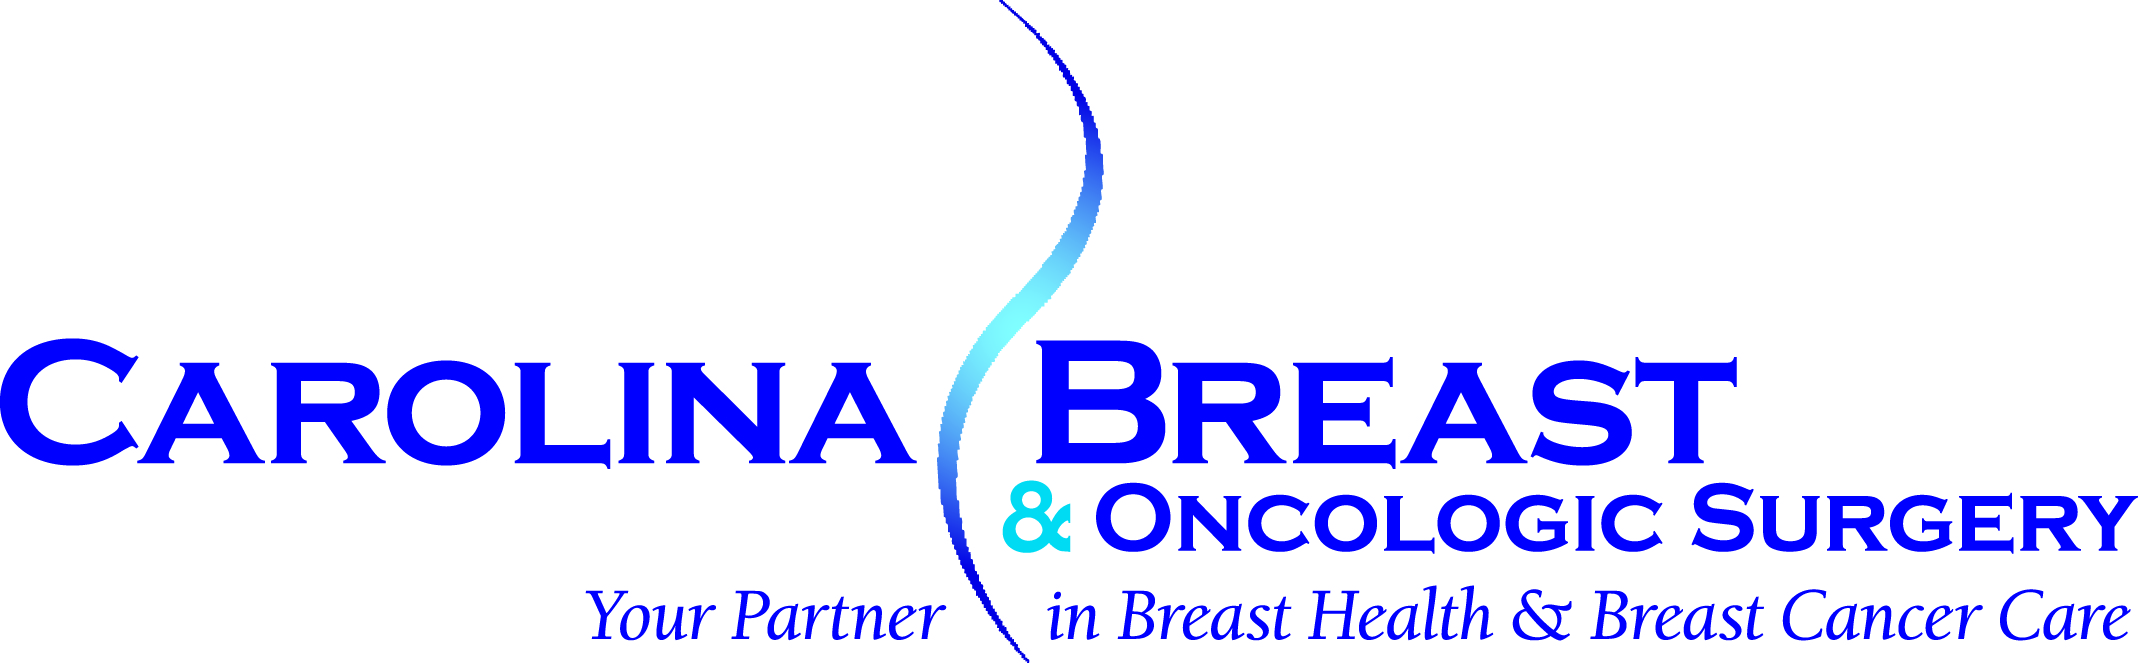 CAROLINA BREAST
& ONCOLOGIC SURGERY
Your Partner in Breast Health & Breast Cancer Care